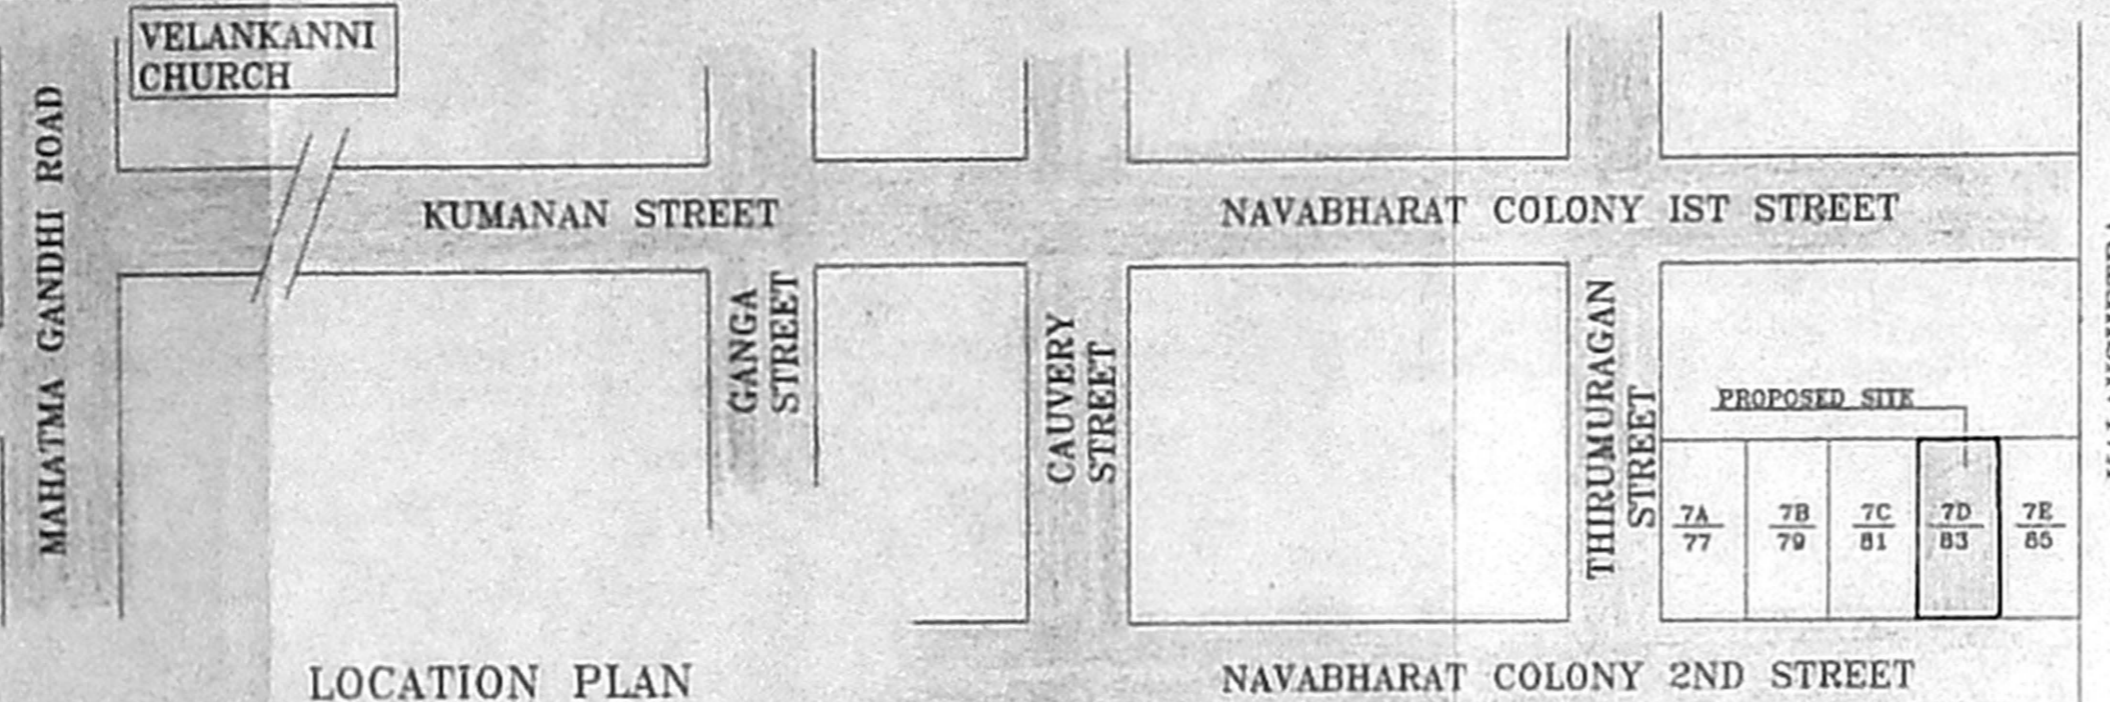 VELANKANNI
CHURCH
MAHATMA GANDHI ROAD
KUMANAN STREET
NAVABHARAT COLONY IST STREET
GANGA
STREET
CAUVERY
STREET
THIRUMURAGAN
STREET
PROPOSED SITE
7A
77
7B
79
7C
81
7D
83
7E
85
LOCATION PLAN
NAVABHARAT COLONY 2ND STREET